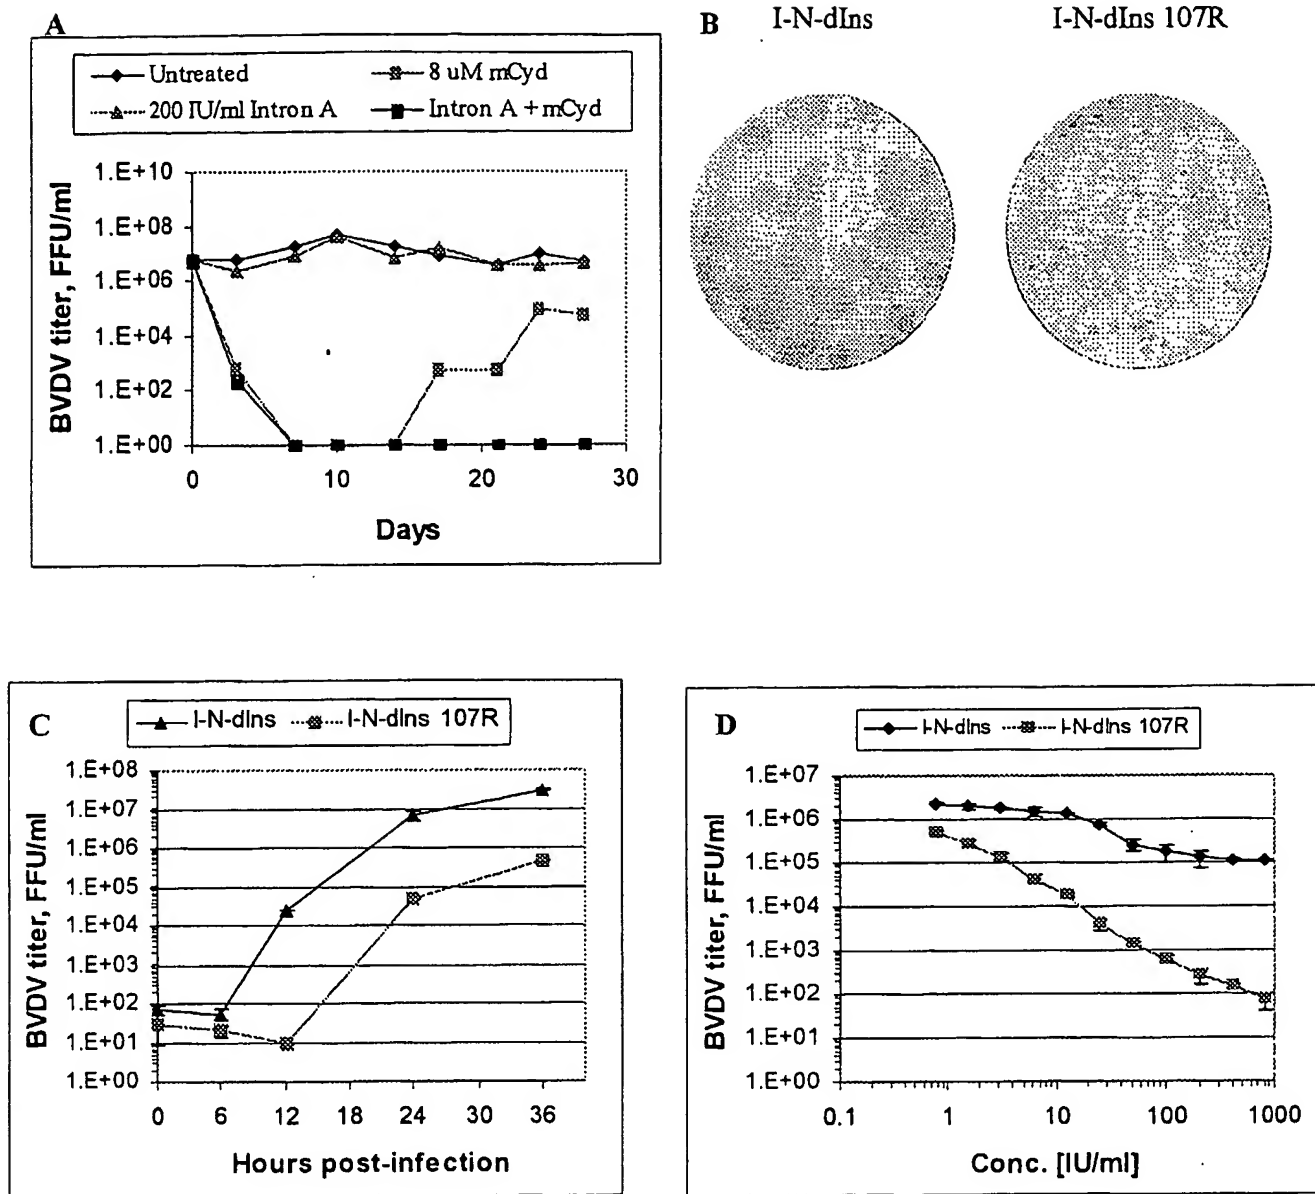 A
Untreated
8 uM mCyd
200 IU/ml Intron A
Intron A + mCyd
BVDV titer, FFU/ml
1.E+10
1.E+08
1.E+06
1.E+04
1.E+02
1.E+00
0 10 20 30
Days
B
I-N-dIns I-N-dIns 107R
C
I-N-dIns I-N-dIns 107R
BVDV titer, FFU/ml
1.E+08
1.E+07
1.E+06
1.E+05
1.E+04
1.E+03
1.E+02
1.E+01
1.E+00
0 6 12 18 24 30 36
Hours post-infection
D
I-N-dIns I-N-dIns 107R
BVDV titer, FFU/ml
1.E+07
1.E+06
1.E+05
1.E+04
1.E+03
1.E+02
1.E+01
1.E+00
0.1 1 10 100 1000
Conc. [IU/ml]